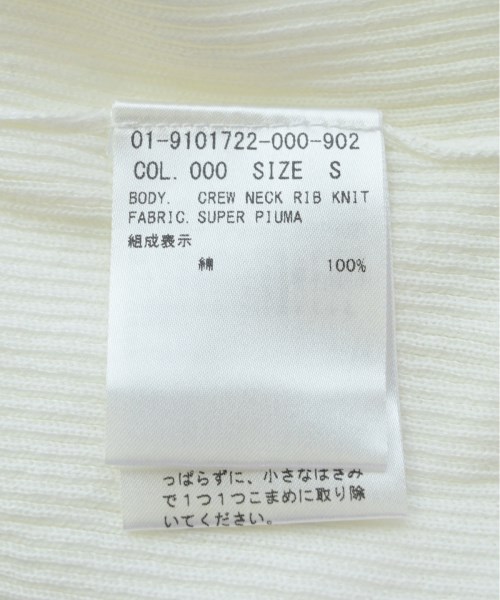 01-9101722-000-902
COL. 000 SIZE S
BODY. CREW NECK RIB KNIT
FABRIC. SUPER PIUMA
組成表示
綿 100%
っぱらずに、小さなはさみ
で１つ１つこまめに取り除
いてください。